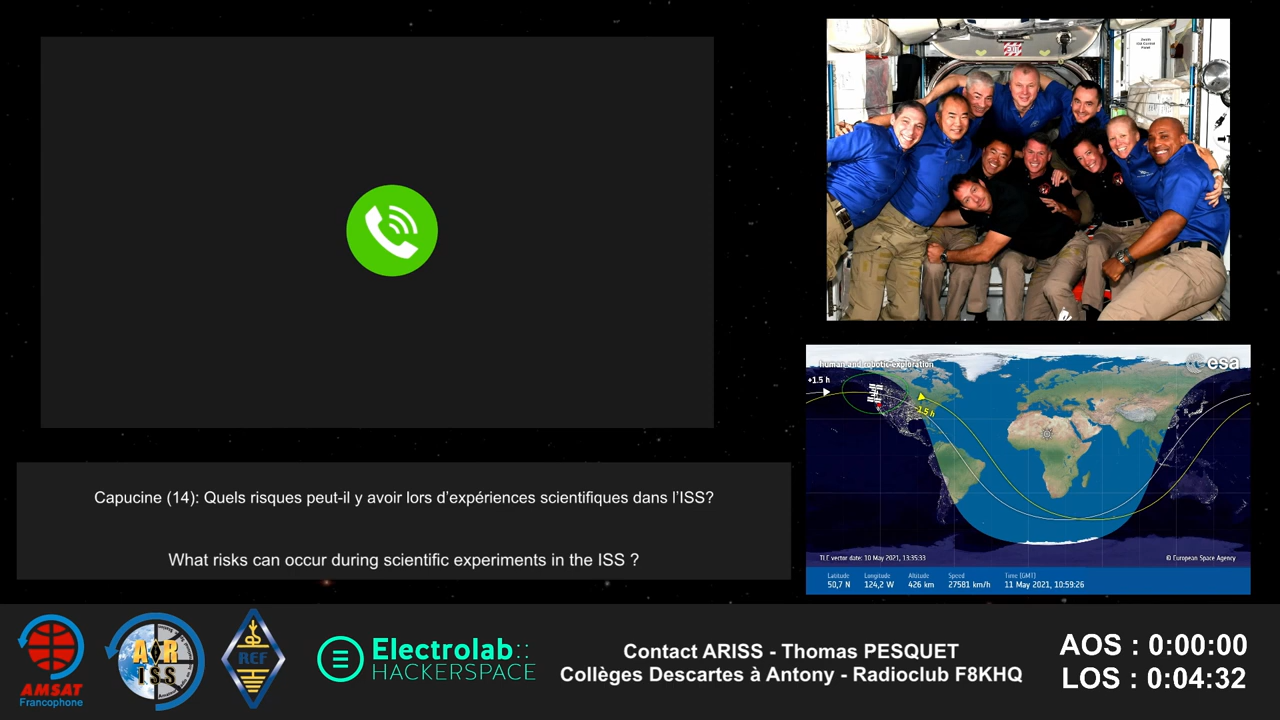 human and robotic exploration
esa
+1.5 h
-1.5 h
Capucine (14): Quels risques peut-il y avoir lors d’expériences scientifiques dans l’ISS?
What risks can occur during scientific experiments in the ISS ?
TLE vector date: 10 May 2021, 13:35:33
© European Space Agency
Latitude Longitude Altitude Speed Time (GMT)
50,7 N 124,2 W 426 km 27581 km/h 11 May 2021, 10:59:26
AMSAT
Francophone
ARISS
REF
Electrolab::
HACKERSPACE
Contact ARISS - Thomas PESQUET
Collèges Descartes à Antony - Radioclub F8KHQ
AOS : 0:00:00
LOS : 0:04:32